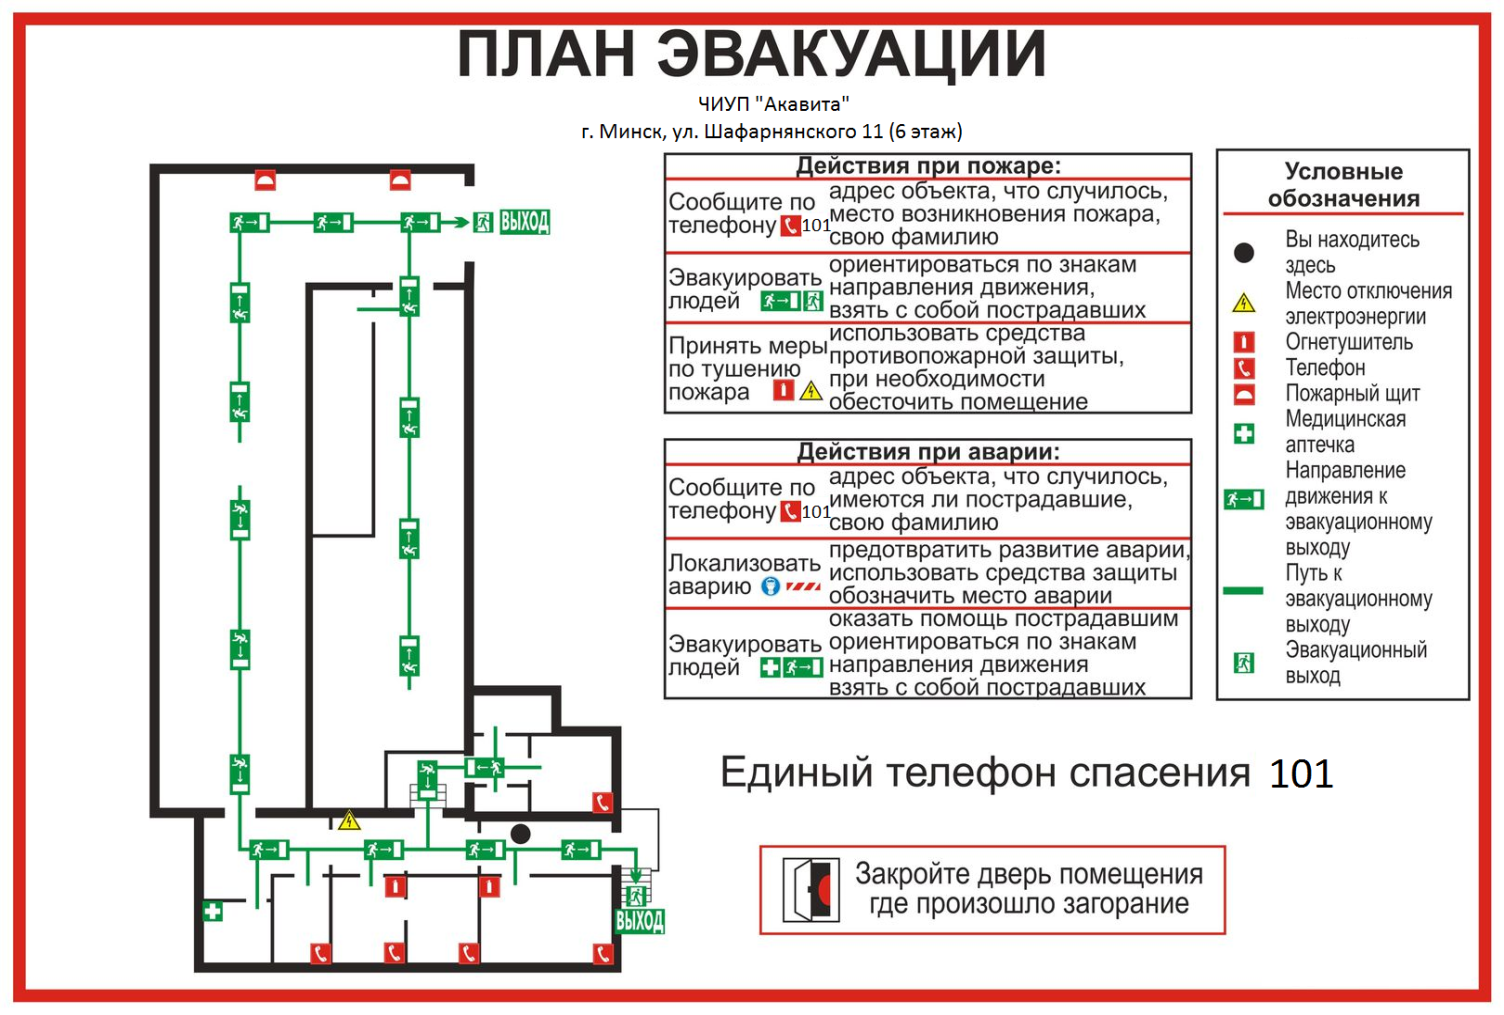 ПЛАН ЭВАКУАЦИИ
ЧИУП "Акавита"
г. Минск, ул. Шафарнянского 11 (6 этаж)
ВЫХОД
ВЫХОД
Действия при пожаре:
Сообщите по
телефону 101
адрес объекта, что случилось,
место возникновения пожара,
свою фамилию
Эвакуировать
людей
ориентироваться по знакам
направления движения,
взять с собой пострадавших
Принять меры
по тушению
пожара
использовать средства
противопожарной защиты,
при необходимости
обесточить помещение
Действия при аварии:
Сообщите по
телефону 101
адрес объекта, что случилось,
имеются ли пострадавшие,
свою фамилию
Локализовать
аварию
предотвратить развитие аварии,
использовать средства защиты
обозначить место аварии
Эвакуировать
людей
оказать помощь пострадавшим
ориентироваться по знакам
направления движения
взять с собой пострадавших
Условные
обозначения
Вы находитесь
здесь
Место отключения
электроэнергии
Огнетушитель
Телефон
Пожарный щит
Медицинская
аптечка
Направление
движения к
эвакуационному
выходу
Путь к
эвакуационному
выходу
Эвакуационный
выход
Единый телефон спасения 101
Закройте дверь помещения
где произошло загорание